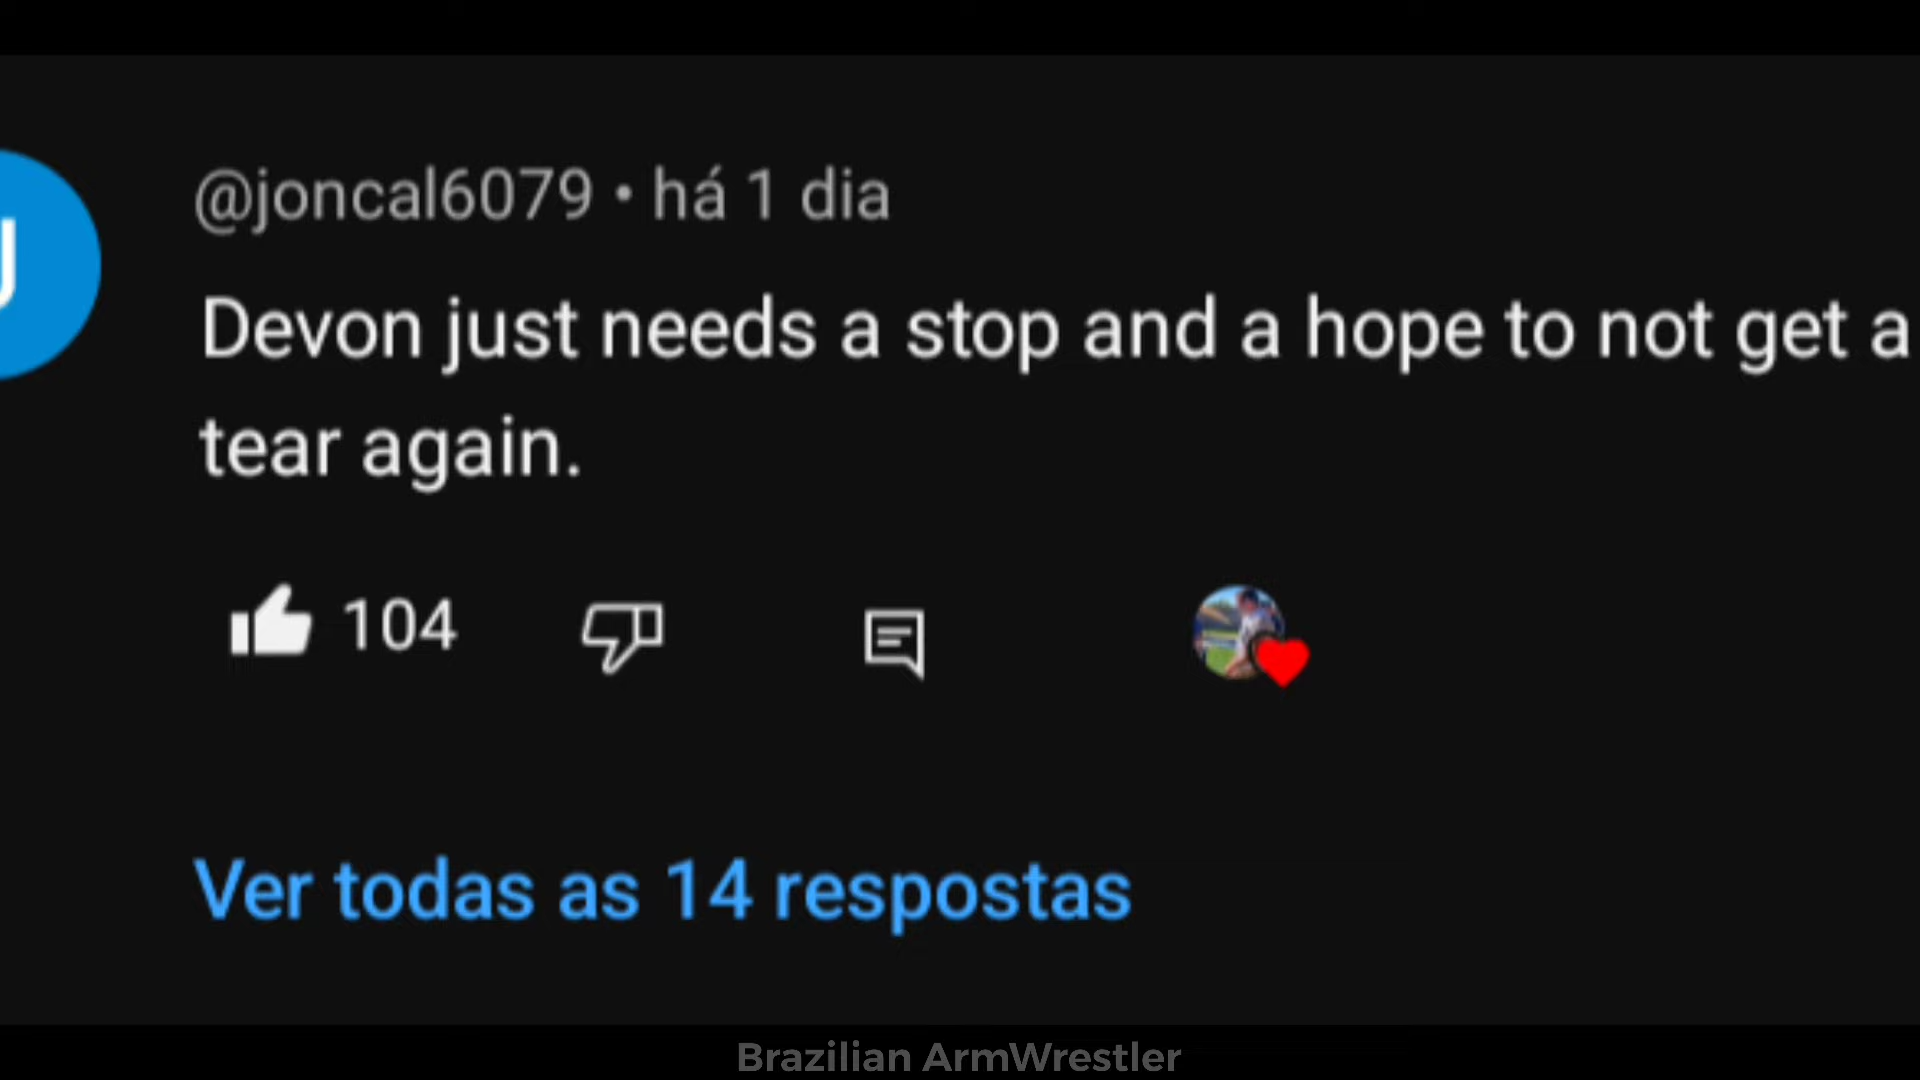 J
@joncal6079 • há 1 dia
Devon just needs a stop and a hope to not get a
tear again.
104
Ver todas as 14 respostas
Brazilian ArmWrestler